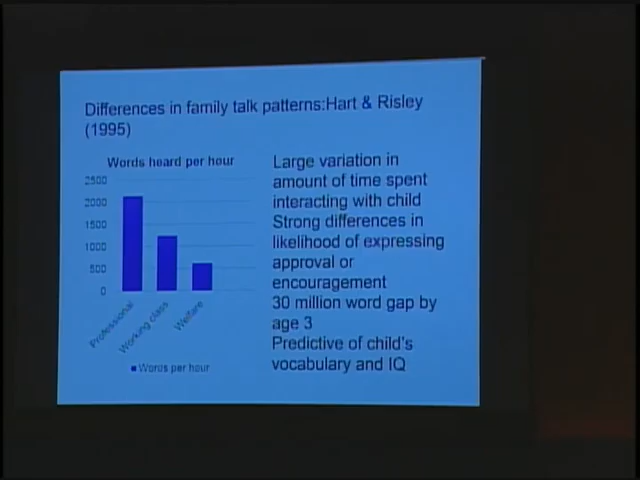 Differences in family talk patterns:Hart & Risley
(1995)
Words heard per hour
2500
2000
1500
1000
500
0
Professional
Working class
Welfare
Words per hour
Large variation in
amount of time spent
interacting with child
Strong differences in
likelihood of expressing
approval or
encouragement
30 million word gap by
age 3
Predictive of child's
vocabulary and IQ